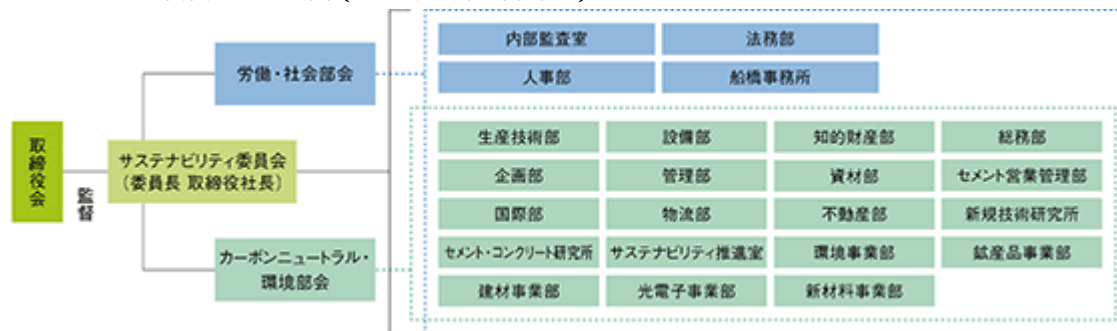 内部監査室
法務部
人事部
船橋事務所
労働・社会部会
取締役会
監督
サステナビリティ委員会
(委員長 取締役社長)
生産技術部
設備部
知的財産部
総務部
企画部
管理部
資材部
セメント営業管理部
国際部
物流部
不動産部
新規技術研究所
セメント・コンクリート研究所
サステナビリティ推進室
環境事業部
鉱産品事業部
建材事業部
光電子事業部
新材料事業部
カーボンニュートラル・
環境部会